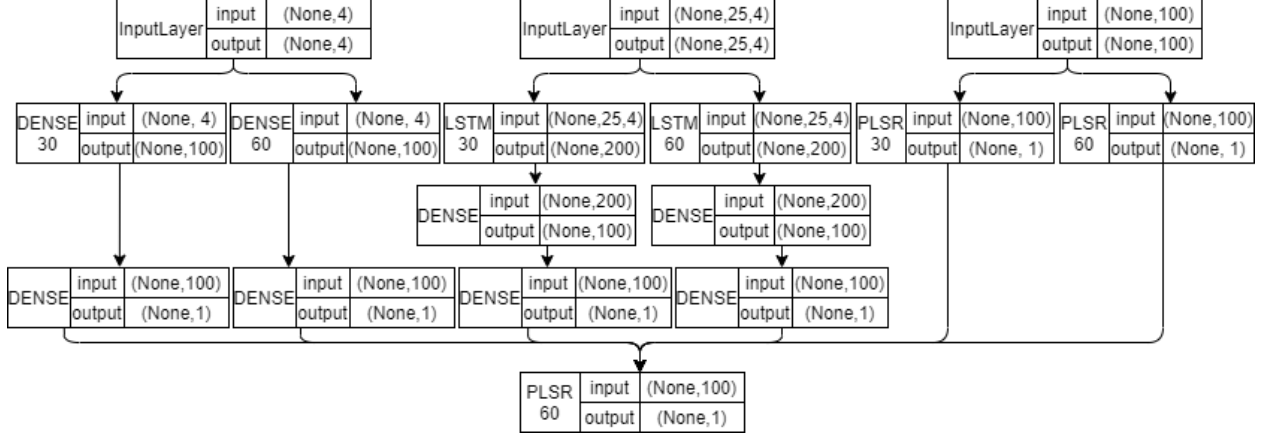 InputLayer input (None,4)
output (None,4)
InputLayer input (None,25,4)
output (None,25,4)
InputLayer input (None,100)
output (None,100)
DENSE 30 input (None, 4)
output (None,100)
DENSE 60 input (None, 4)
output (None,100)
LSTM 30 input (None,25,4)
output (None,200)
LSTM 60 input (None,25,4)
output (None,200)
PLSR 30 input (None,100)
output (None, 1)
PLSR 60 input (None,100)
output (None, 1)
DENSE input (None,200)
output (None,100)
DENSE input (None,200)
output (None,100)
DENSE input (None,100)
output (None,1)
DENSE input (None,100)
output (None,1)
DENSE input (None,100)
output (None,1)
DENSE input (None,100)
output (None,1)
PLSR 60 input (None,100)
output (None,1)